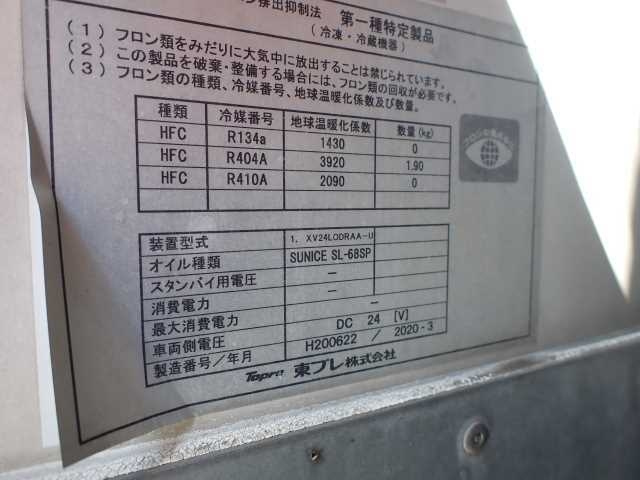 排出抑制法 第一種特定製品
(冷凍・冷蔵機器)
(1) フロン類をみだりに大気中に放出することは禁じられています。
(2) この製品を破棄・整備する場合には、フロン類の回収が必要です。
(3) フロン類の種類、冷媒番号、地球温暖化係数及び数量。
種類 冷媒番号 地球温暖化係数 数量(kg)
HFC R134a 1430 0
HFC R404A 3920 1.90
HFC R410A 2090 0
装置型式 1. XV24LODRAA-U
オイル種類 SUNICE SL-68SP
スタンバイ用電圧 −
消費電力 −
最大消費電力 −
車両側電圧 DC 24 [V]
製造番号/年月 H200622 / 2020-3
Topre 東プレ株式会社